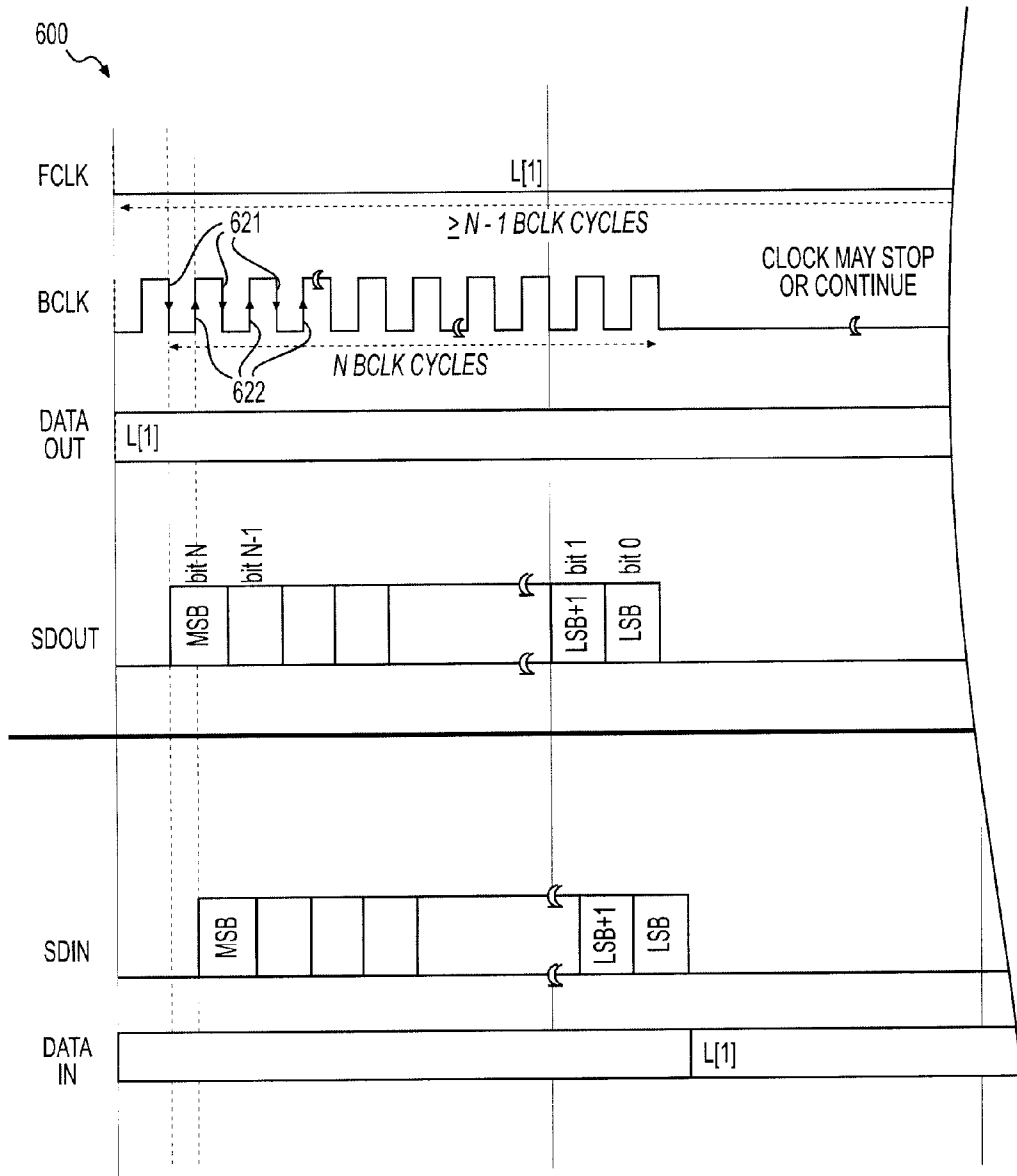 600
FCLK
L[1]
≥ N - 1 BCLK CYCLES
621
BCLK
CLOCK MAY STOP
OR CONTINUE
N BCLK CYCLES
622
DATA
OUT
L[1]
bit N
bit N-1
bit 1
bit 0
SDOUT
MSB
LSB+1
LSB
SDIN
MSB
LSB+1
LSB
DATA
IN
L[1]